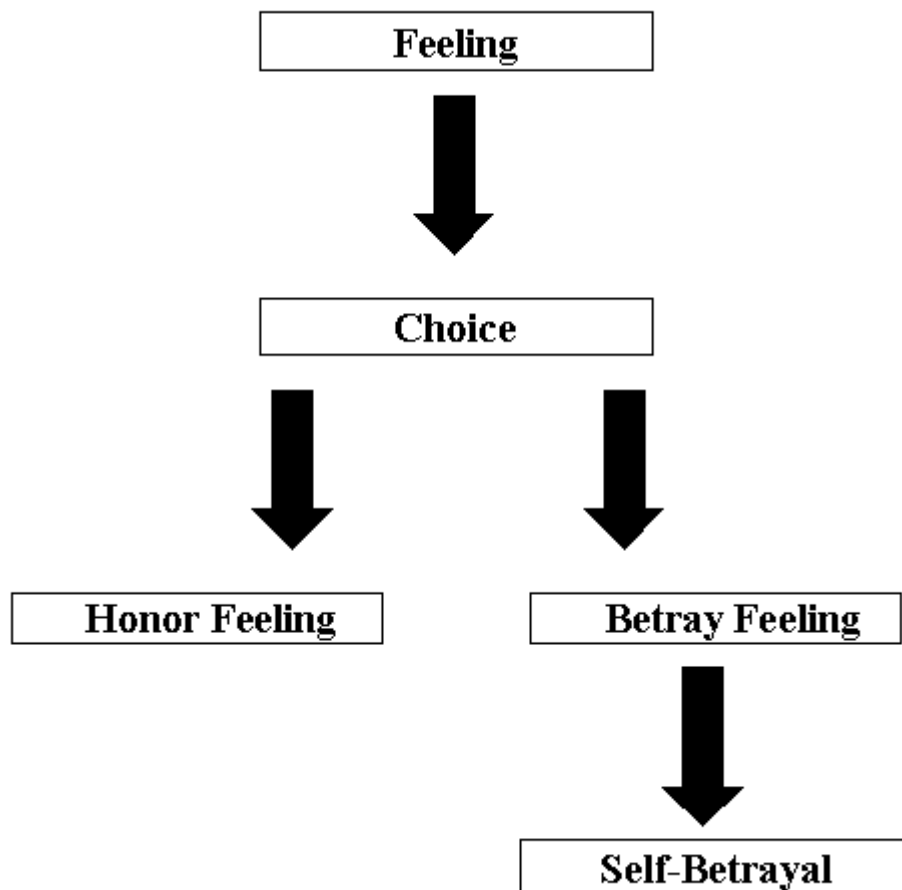 Feeling
Choice
Honor Feeling
Betray Feeling
Self-Betrayal